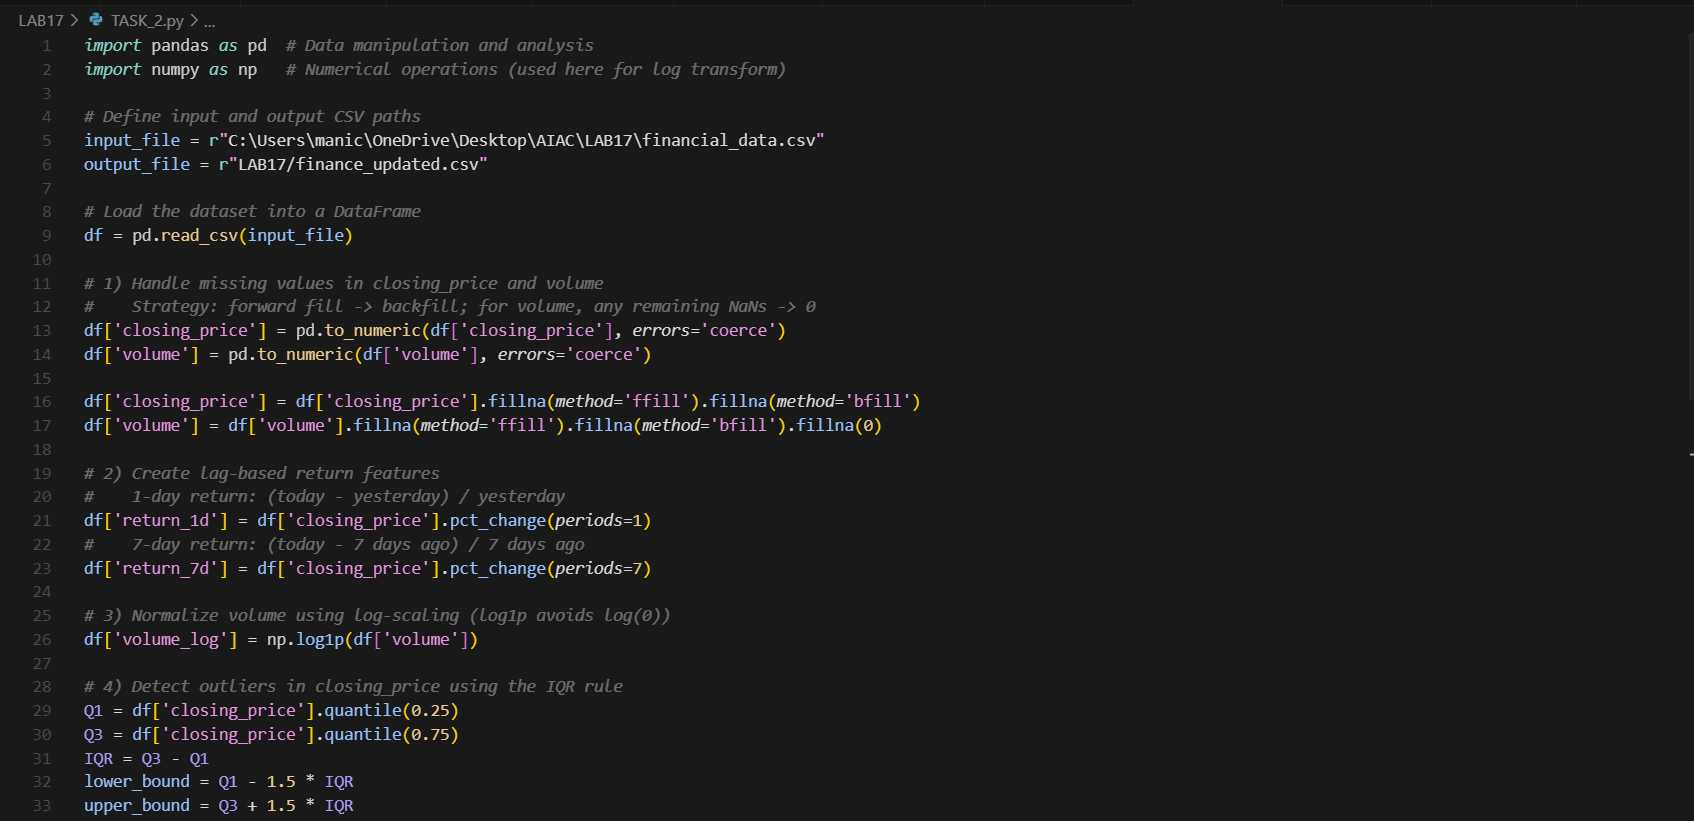 LAB17 > TASK_2.py > ...
1 import pandas as pd  # Data manipulation and analysis
2 import numpy as np   # Numerical operations (used here for log transform)
3
4 # Define input and output CSV paths
5 input_file = r"C:\Users\manic\OneDrive\Desktop\AIAC\LAB17\financial_data.csv"
6 output_file = r"LAB17/finance_updated.csv"
7
8 # Load the dataset into a DataFrame
9 df = pd.read_csv(input_file)
10
11 # 1) Handle missing values in closing_price and volume
12 #    Strategy: forward fill -> backfill; for volume, any remaining NaNs -> 0
13 df['closing_price'] = pd.to_numeric(df['closing_price'], errors='coerce')
14 df['volume'] = pd.to_numeric(df['volume'], errors='coerce')
15
16 df['closing_price'] = df['closing_price'].fillna(method='ffill').fillna(method='bfill')
17 df['volume'] = df['volume'].fillna(method='ffill').fillna(method='bfill').fillna(0)
18
19 # 2) Create lag-based return features
20 #    1-day return: (today - yesterday) / yesterday
21 df['return_1d'] = df['closing_price'].pct_change(periods=1)
22 #    7-day return: (today - 7 days ago) / 7 days ago
23 df['return_7d'] = df['closing_price'].pct_change(periods=7)
24
25 # 3) Normalize volume using log-scaling (log1p avoids log(0))
26 df['volume_log'] = np.log1p(df['volume'])
27
28 # 4) Detect outliers in closing_price using the IQR rule
29 Q1 = df['closing_price'].quantile(0.25)
30 Q3 = df['closing_price'].quantile(0.75)
31 IQR = Q3 - Q1
32 lower_bound = Q1 - 1.5 * IQR
33 upper_bound = Q3 + 1.5 * IQR